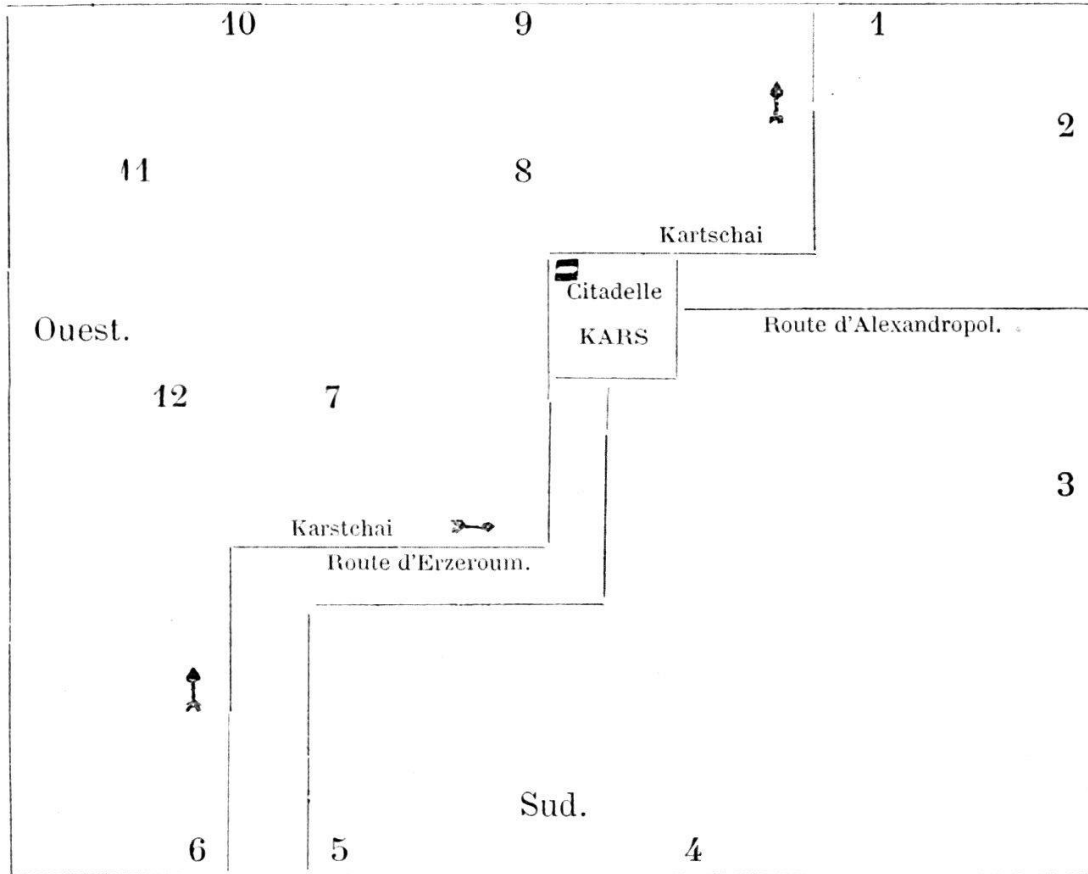 10 9 1
2
11 8
Kartschai
Citadelle
Ouest. KARS Route d'Alexandropol.
12 7
3
Karstchai
Route d'Erzeroum.
Sud.
6 5 4